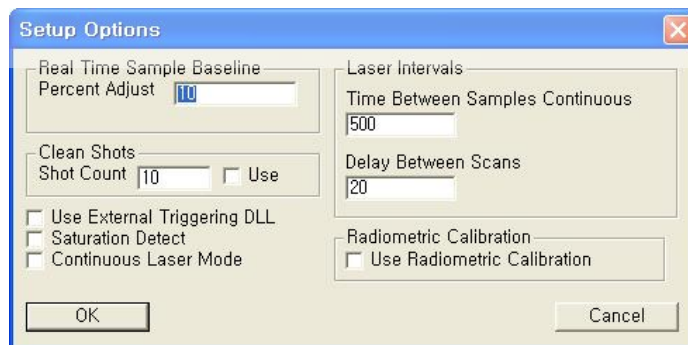 Setup Options
Real Time Sample Baseline
Percent Adjust 10
Clean Shots
Shot Count 10 Use
Use External Triggering DLL
Saturation Detect
Continuous Laser Mode
Laser Intervals
Time Between Samples Continuous
500
Delay Between Scans
20
Radiometric Calibration
Use Radiometric Calibration
OK
Cancel